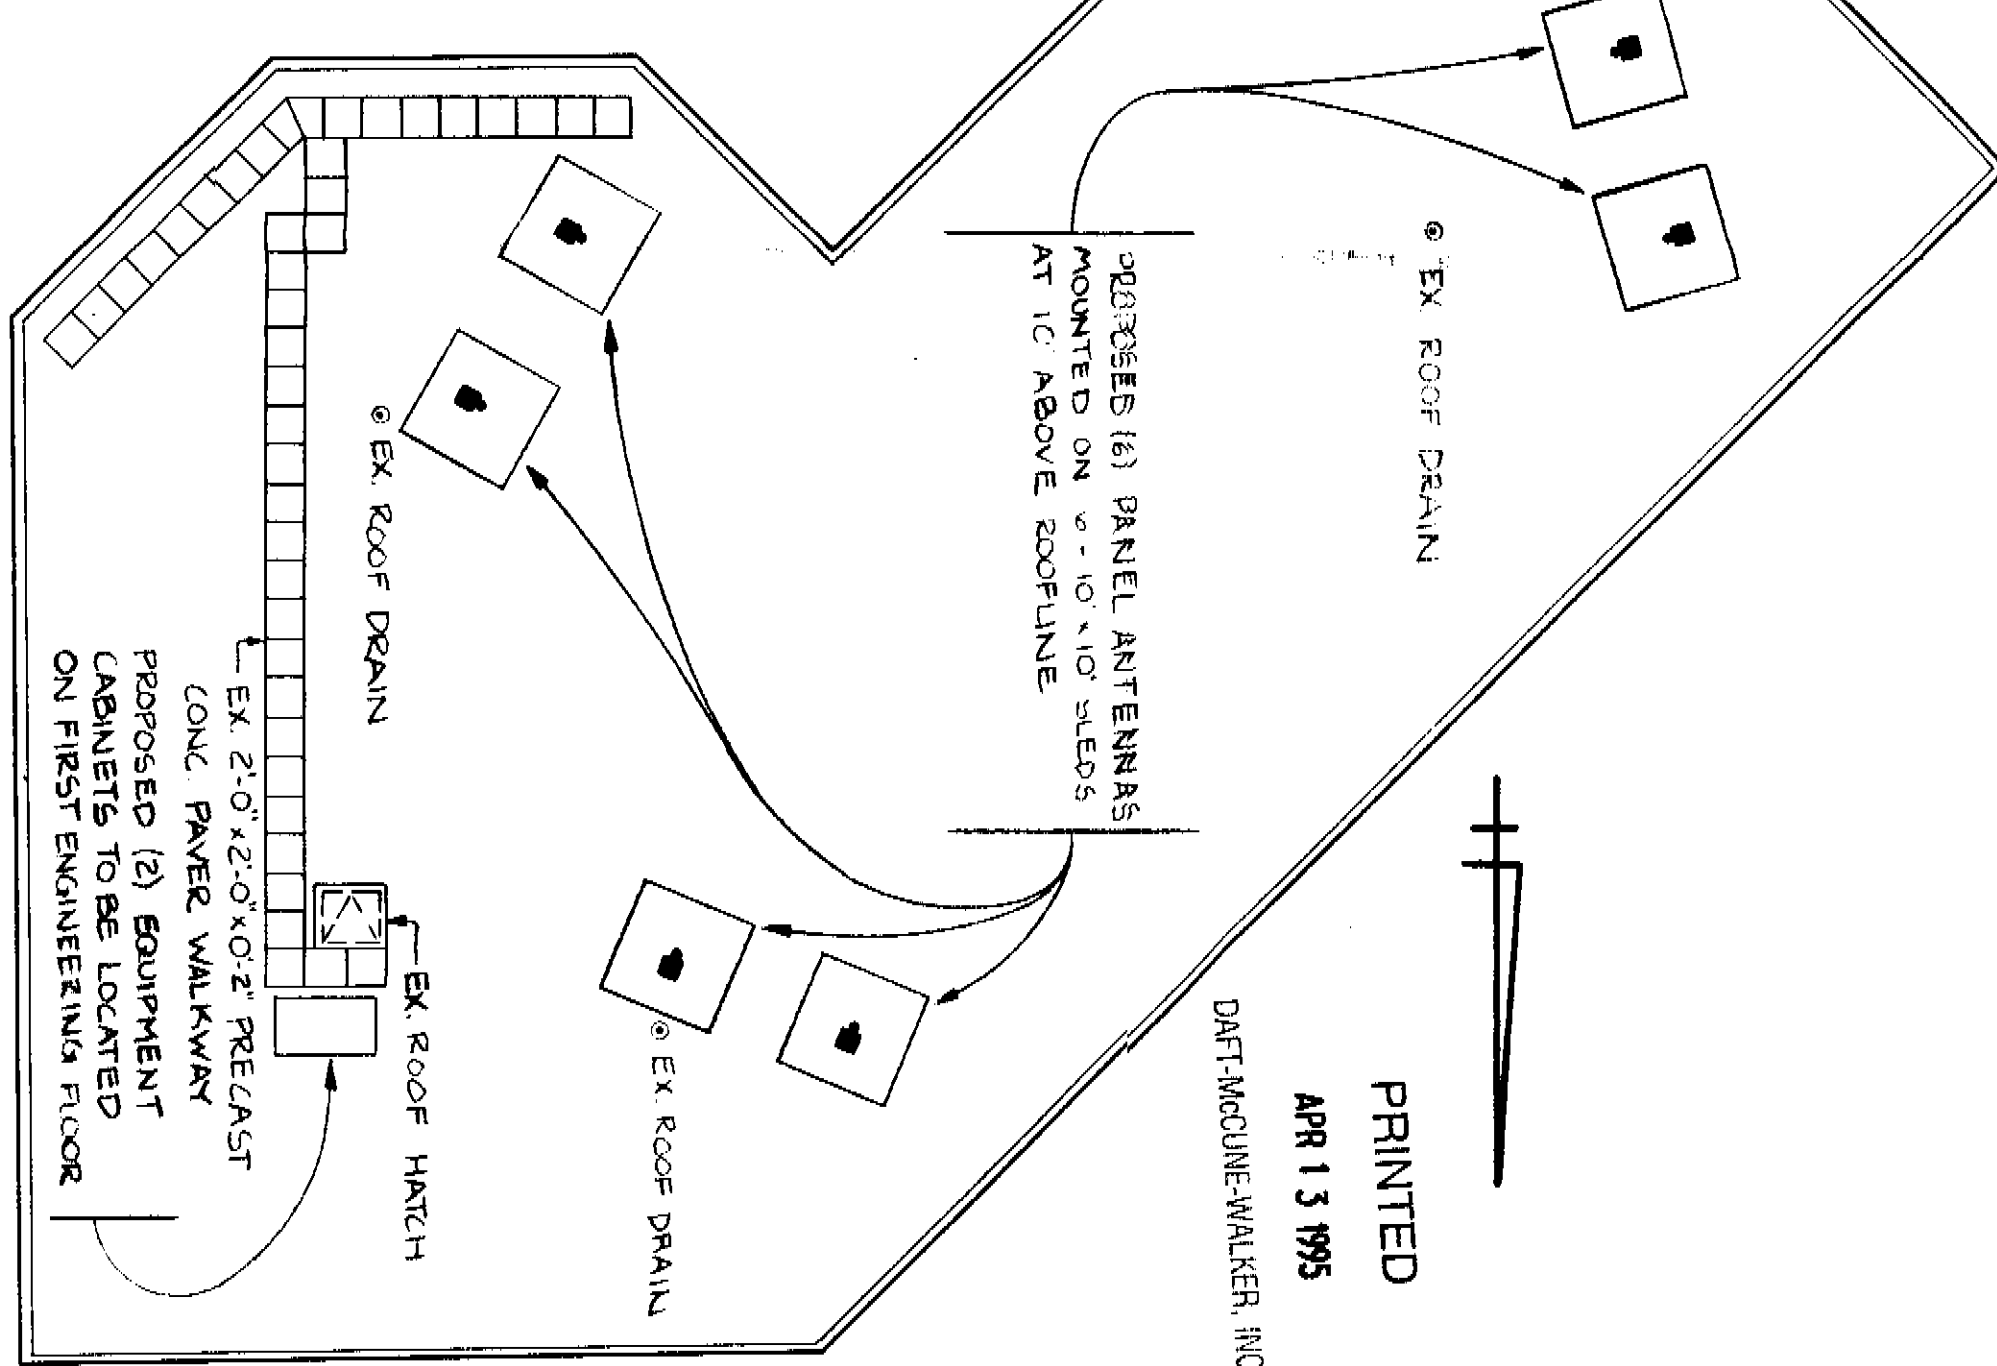 EX. ROOF DRAIN
PROPOSED (6) PANEL ANTENNAS
MOUNTED ON 6 - 10' x 10' SLEDS
AT 10' ABOVE ROOFLINE
PRINTED
APR 13 1995
DAFT-McCUNE-WALKER, INC
EX. ROOF DRAIN
EX. ROOF HATCH
EX. ROOF DRAIN
EX. 2'-0" x 2'-0" x 0'-2" PRECAST
CONC. PAVER WALKWAY
PROPOSED (2) EQUIPMENT
CABINETS TO BE LOCATED
ON FIRST ENGINEERING FLOOR